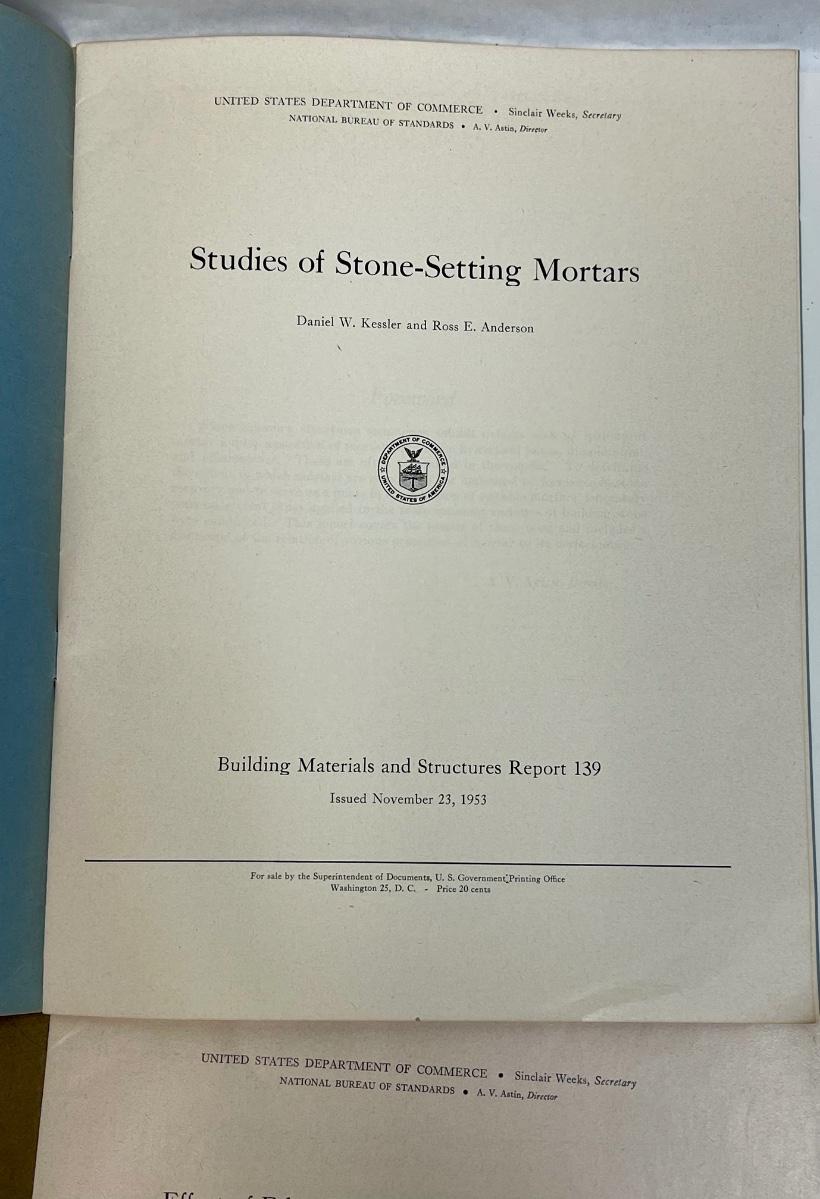 UNITED STATES DEPARTMENT OF COMMERCE • Sinclair Weeks, Secretary
NATIONAL BUREAU OF STANDARDS • A. V. Astin, Director
Studies of Stone-Setting Mortars
Daniel W. Kessler and Ross E. Anderson
DEPARTMENT OF COMMERCE
UNITED STATES OF AMERICA
Building Materials and Structures Report 139
Issued November 23, 1953
For sale by the Superintendent of Documents, U. S. Government Printing Office
Washington 25, D. C. - Price 20 cents
UNITED STATES DEPARTMENT OF COMMERCE • Sinclair Weeks, Secretary
NATIONAL BUREAU OF STANDARDS • A. V. Astin, Director